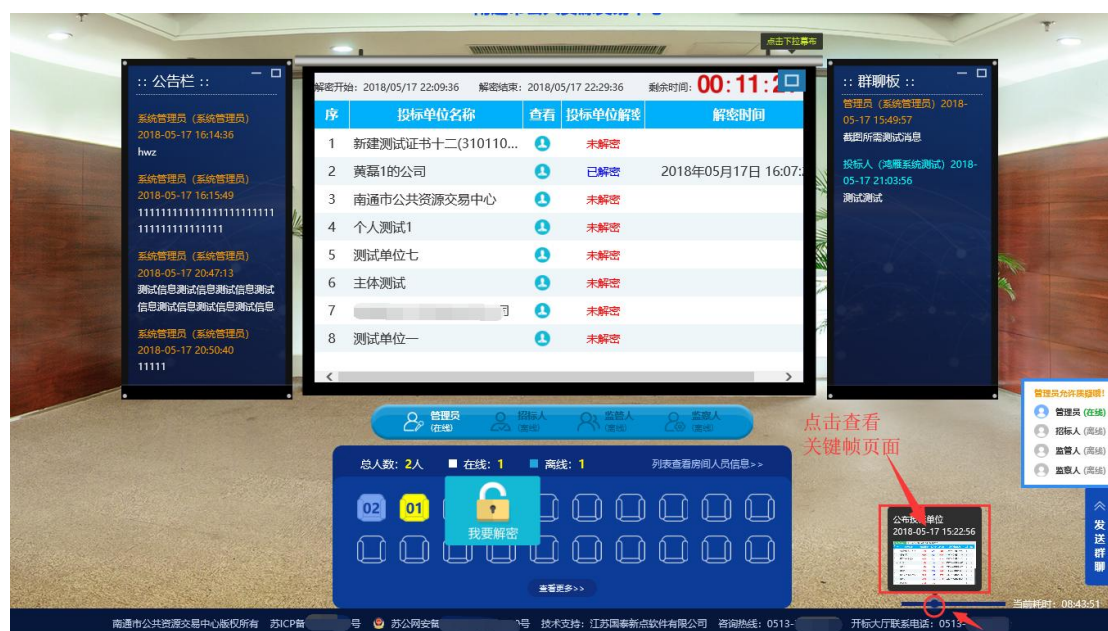 点击下拉幕布
:: 公告栏 ::
系统管理员（系统管理员）
2018-05-17 16:14:36
hwz
系统管理员（系统管理员）
2018-05-17 16:15:49
11111111111111111111111
111111111111111
系统管理员（系统管理员）
2018-05-17 20:47:13
测试信息测试信息测试信息测试
信息测试信息测试信息测试信息
系统管理员（系统管理员）
2018-05-17 20:50:40
11111
解密开始: 2018/05/17 22:09:36 解密结束: 2018/05/17 22:29:36 剩余时间: 00:11:
序 投标单位名称 查看 投标单位解密 解密时间
1 新建测试证书十二(310110... 未解密
2 黄磊1的公司 已解密 2018年05月17日 16:07:
3 南通市公共资源交易中心 未解密
4 个人测试1 未解密
5 测试单位七 未解密
6 主体测试 未解密
7 未解密
8 测试单位一 未解密
:: 群聊板 ::
管理员（系统管理员）2018-
05-17 15:49:57
截图所需测试消息
投标人（鸿雁系统测试）2018-
05-17 21:03:56
测试测试
管理员 (在线)
招标人 (离线)
监管人 (离线)
监察人 (离线)
总人数: 2人 在线: 1 离线: 1 列表查看房间人员信息>>
02 01
我要解密
查看更多>>
点击查看
关键帧页面
管理员允许
管理员 (在线)
招标人 (离线)
监管人 (离线)
监察人 (离线)
发送群聊
公布投标单位
2018-05-17 15:22:56
当前耗时: 08:43:51
南通市公共资源交易中心版权所有 苏ICP备 号 苏公网安备 号 技术支持: 江苏国泰新点软件有限公司 咨询热线: 0513- 开标大厅联系电话: 0513-